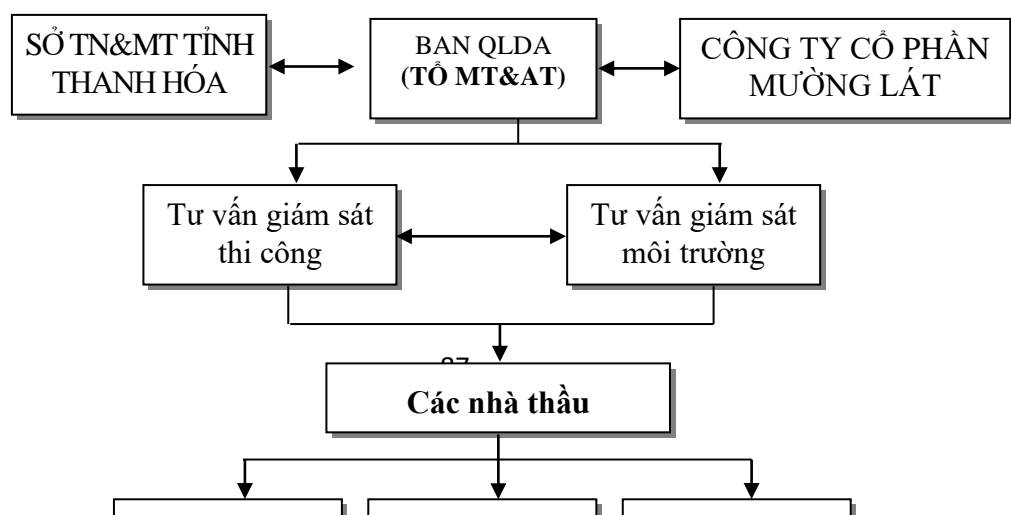 SỞ TN&MT TỈNH
THANH HÓA
BAN QLDA
(TỔ MT&AT)
CÔNG TY CỔ PHẦN
MƯỜNG LÁT
Tư vấn giám sát
thi công
Tư vấn giám sát
môi trường
Các nhà thầu